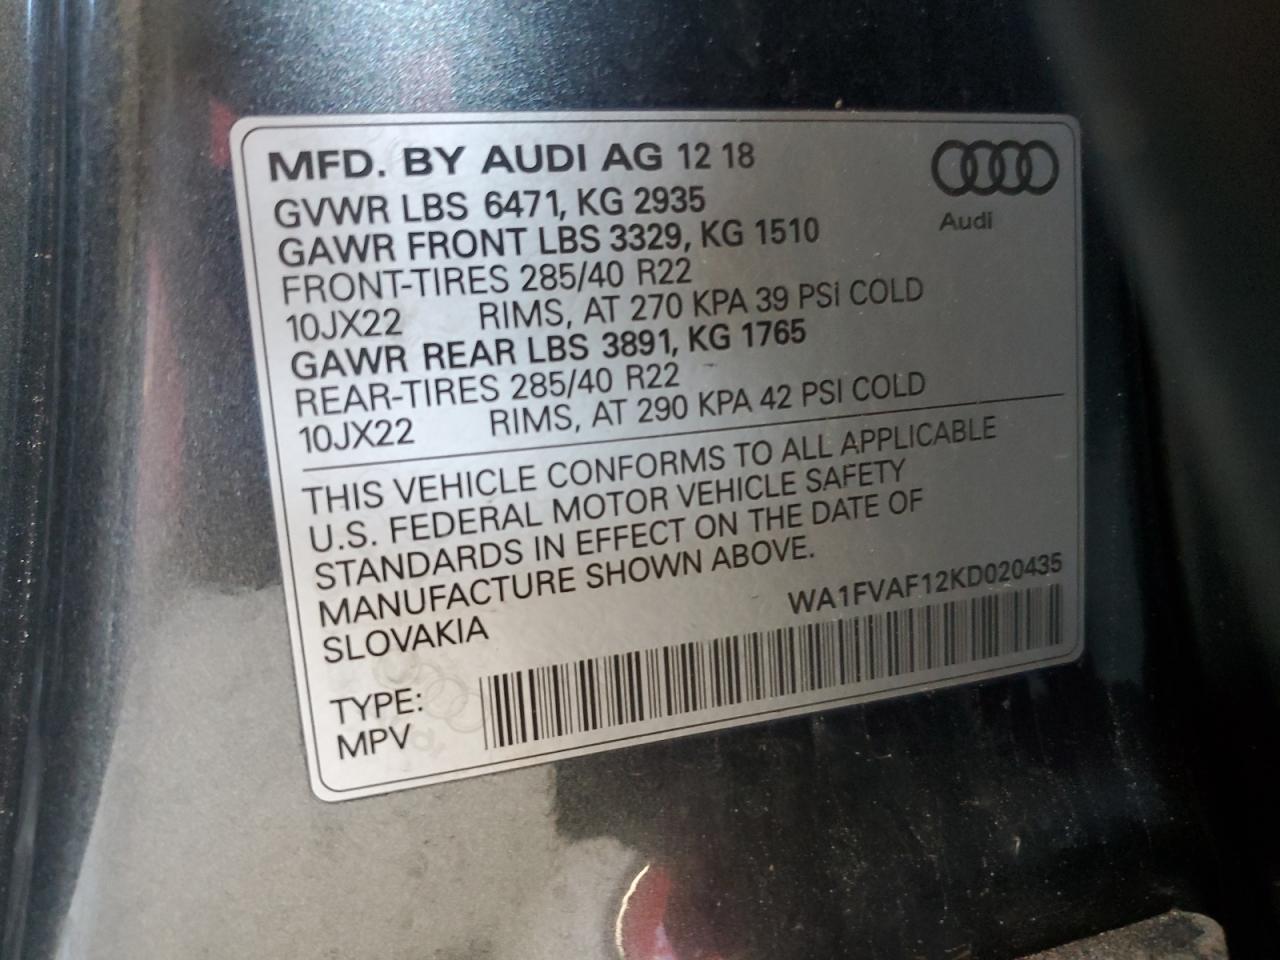 MFD. BY AUDI AG 12 18
GVWR LBS 6471, KG 2935
GAWR FRONT LBS 3329, KG 1510
FRONT-TIRES 285/40 R22
10JX22 RIMS, AT 270 KPA 39 PSI COLD
GAWR REAR LBS 3891, KG 1765
REAR-TIRES 285/40 R22
10JX22 RIMS, AT 290 KPA 42 PSI COLD
Audi
THIS VEHICLE CONFORMS TO ALL APPLICABLE
U.S. FEDERAL MOTOR VEHICLE SAFETY
STANDARDS IN EFFECT ON THE DATE OF
MANUFACTURE SHOWN ABOVE.
SLOVAKIA
WA1FVAF12KD020435
TYPE:
MPV